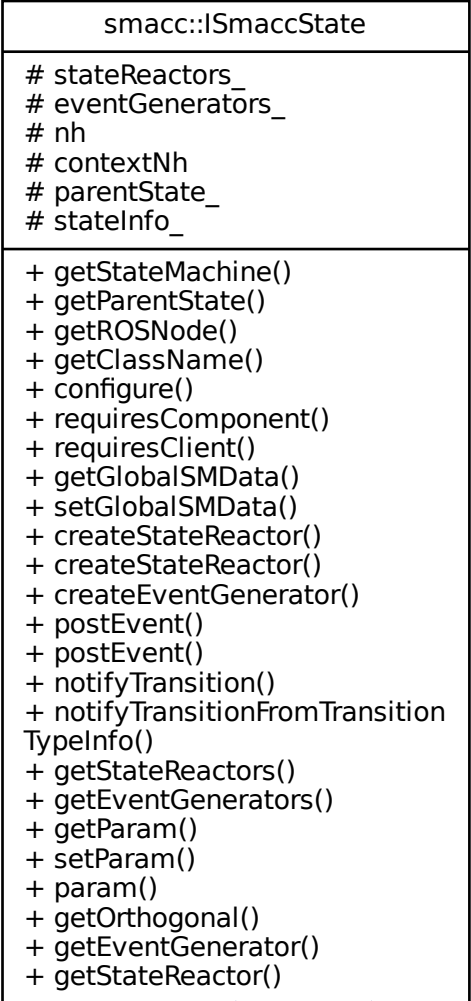 smacc::ISmaccState
# stateReactors_
# eventGenerators_
# nh
# contextNh
# parentState_
# stateInfo_
+ getStateMachine()
+ getParentState()
+ getROSNode()
+ getClassName()
+ configure()
+ requiresComponent()
+ requiresClient()
+ getGlobalSMData()
+ setGlobalSMData()
+ createStateReactor()
+ createStateReactor()
+ createEventGenerator()
+ postEvent()
+ postEvent()
+ notifyTransition()
+ notifyTransitionFromTransition
TypeInfo()
+ getStateReactors()
+ getEventGenerators()
+ getParam()
+ setParam()
+ param()
+ getOrthogonal()
+ getEventGenerator()
+ getStateReactor()